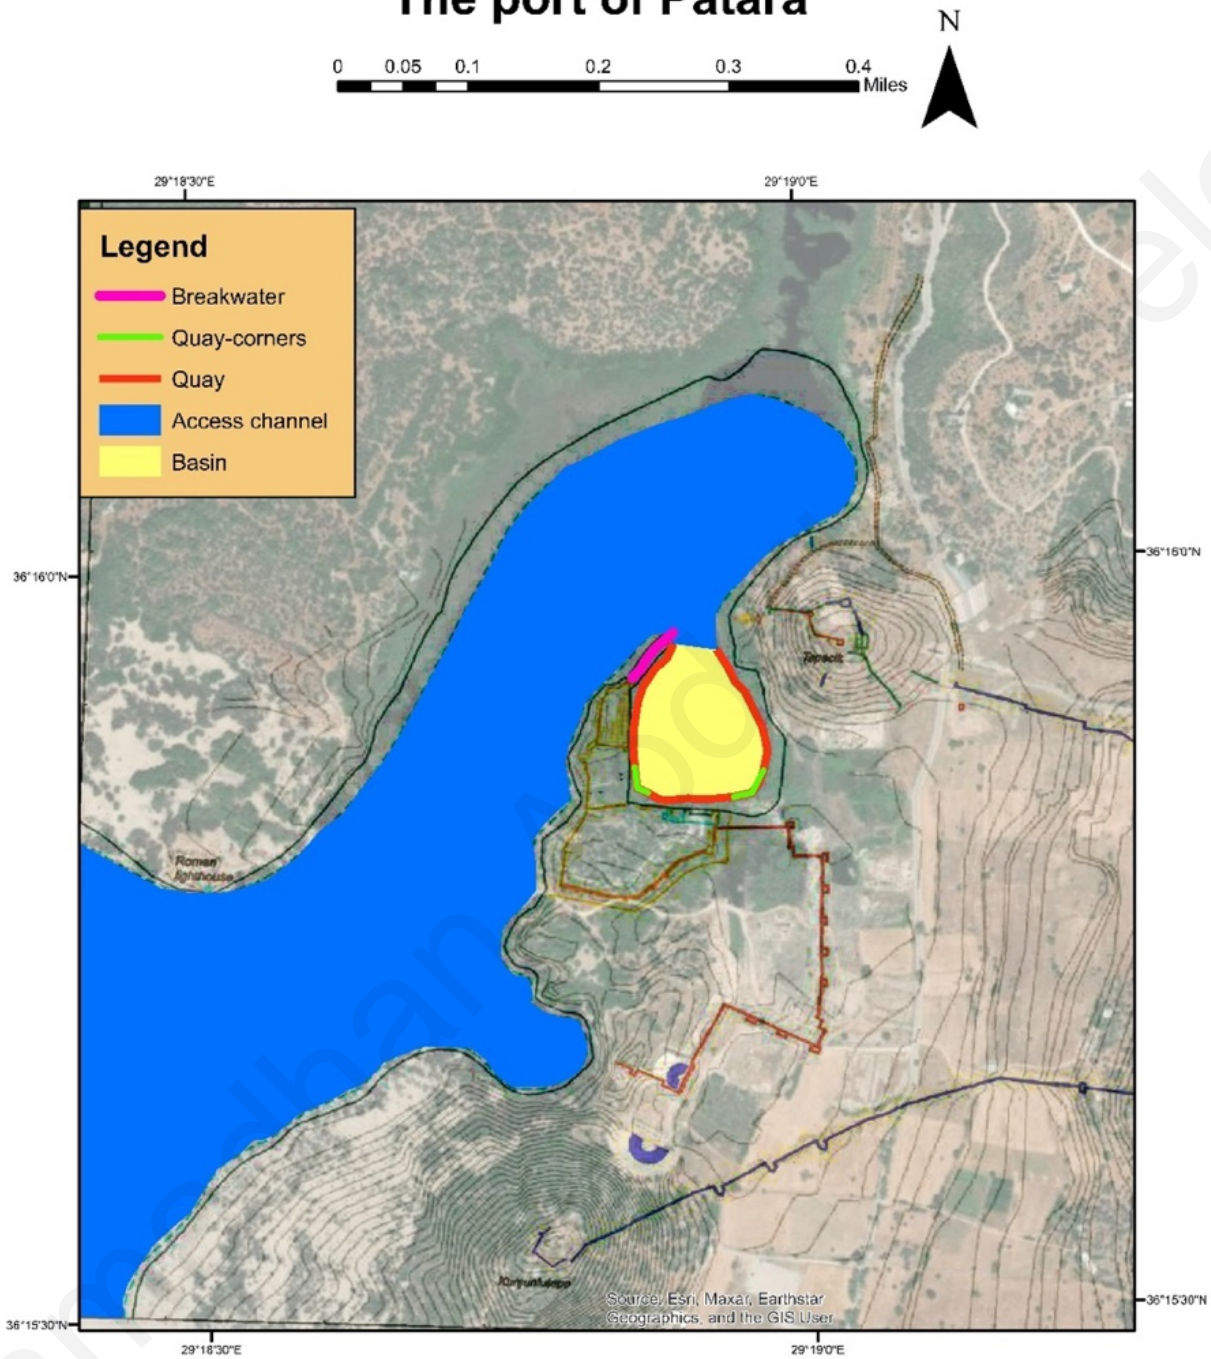 The port of Patara
N
0 0.05 0.1 0.2 0.3 0.4
Miles
29°18'30"E 29°19'0"E
Legend
Breakwater
Quay-corners
Quay
Access channel
Basin
36°16'0"N
36°16'0"N
Tepecik
Roman
lighthouse
Source: Esri, Maxar, Earthstar
Geographics, and the GIS User
36°15'30"N
36°15'30"N
29°18'30"E 29°19'0"E